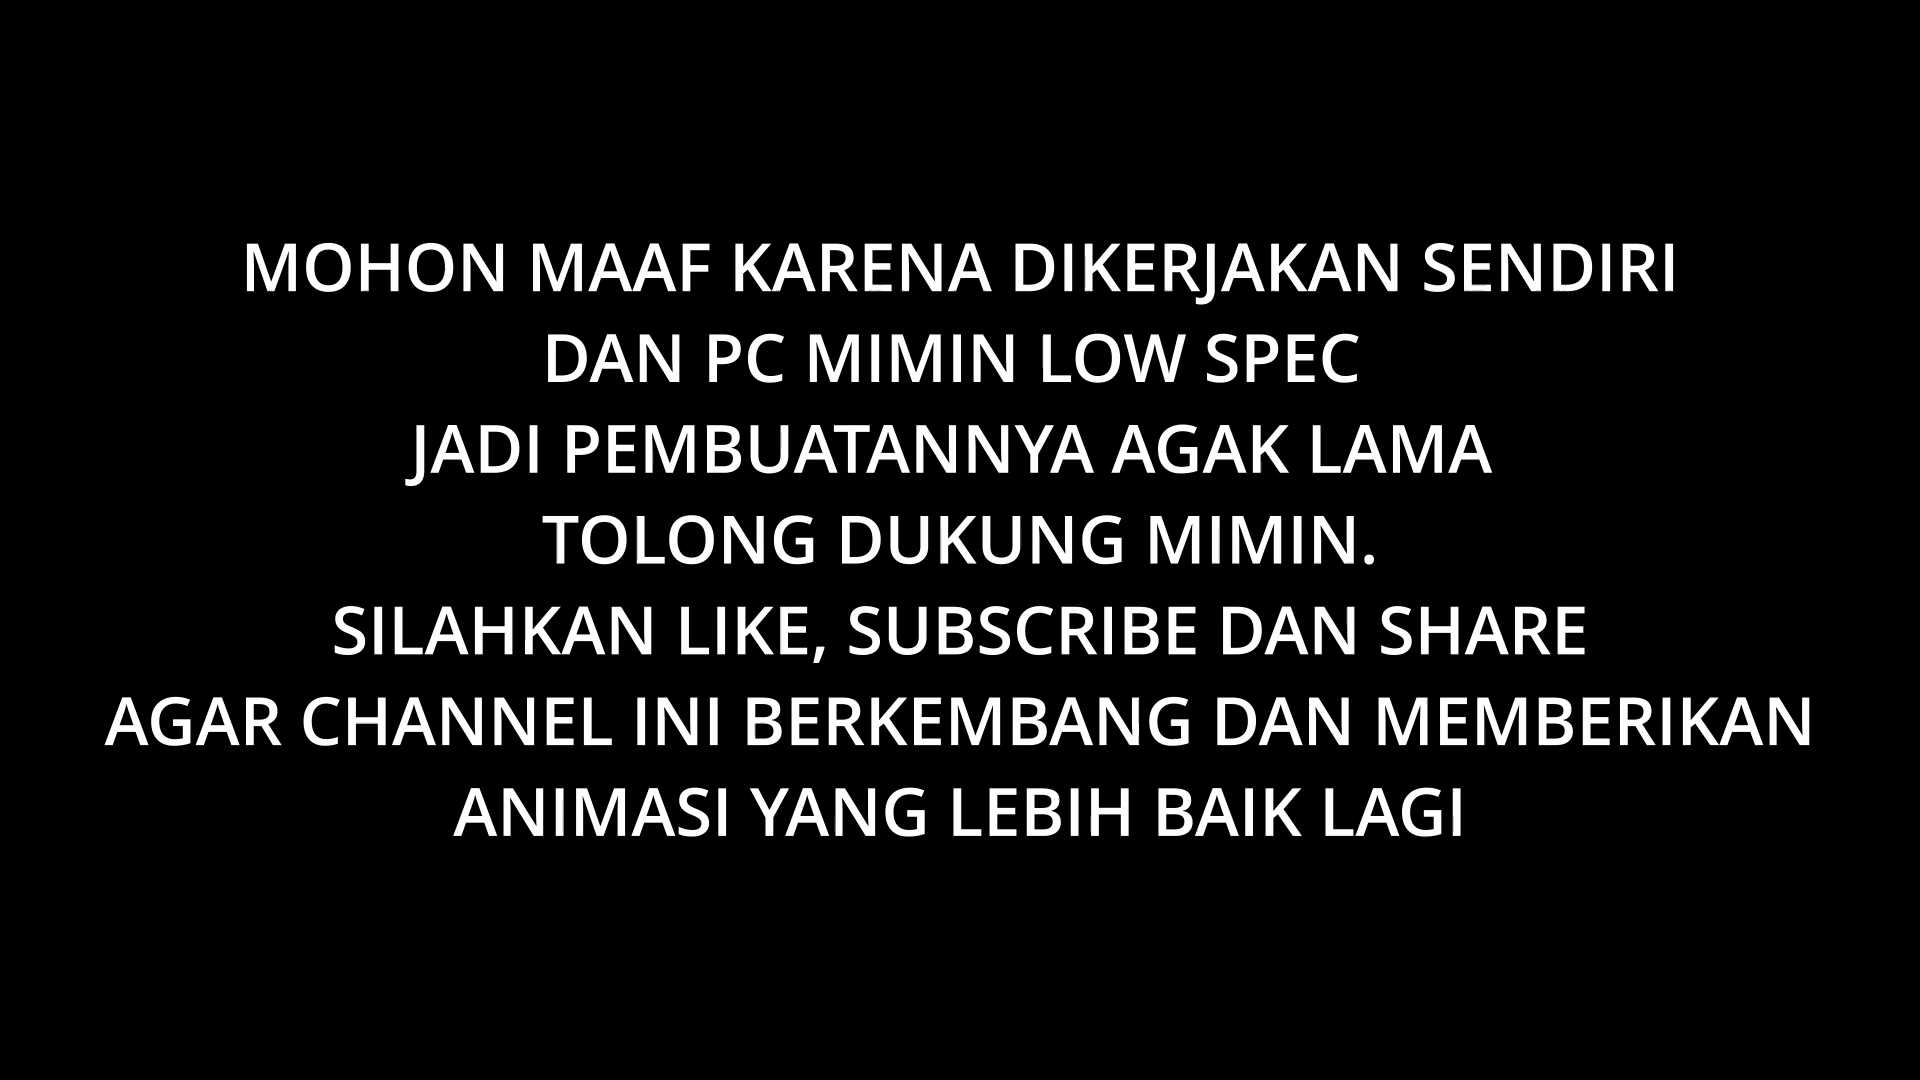 MOHON MAAF KARENA DIKERJAKAN SENDIRI
DAN PC MIMIN LOW SPEC
JADI PEMBUATANNYA AGAK LAMA
TOLONG DUKUNG MIMIN.
SILAHKAN LIKE, SUBSCRIBE DAN SHARE
AGAR CHANNEL INI BERKEMBANG DAN MEMBERIKAN
ANIMASI YANG LEBIH BAIK LAGI